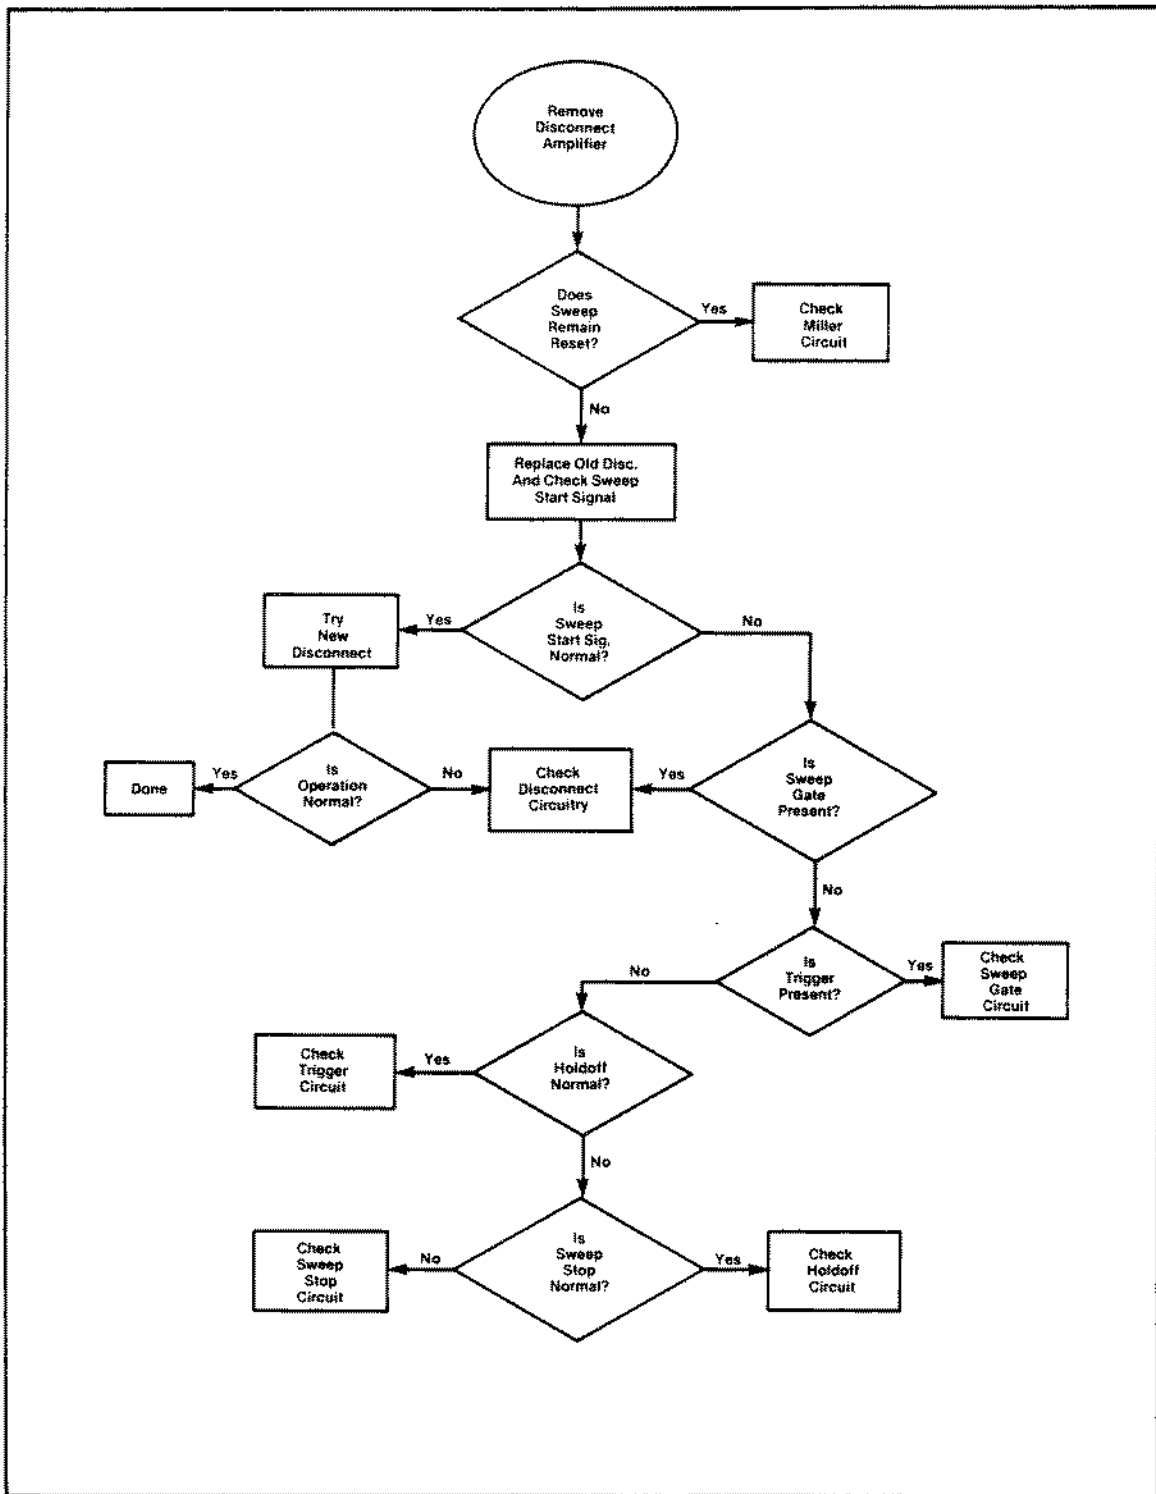 Remove
Disconnect
Amplifier
Does
Sweep
Remain
Reset?
Yes
Check
Miller
Circuit
No
Replace Old Disc.
And Check Sweep
Start Signal
Try
New
Disconnect
Yes
Is
Sweep
Start Sig.
Normal?
No
Done
Yes
Is
Operation
Normal?
No
Check
Disconnect
Circuitry
Yes
Is
Sweep
Gate
Present?
No
No
Is
Trigger
Present?
Yes
Check
Sweep
Gate
Circuit
Check
Trigger
Circuit
Yes
Is
Holdoff
Normal?
No
Check
Sweep
Stop
Circuit
No
Is
Sweep
Stop
Normal?
Yes
Check
Holdoff
Circuit